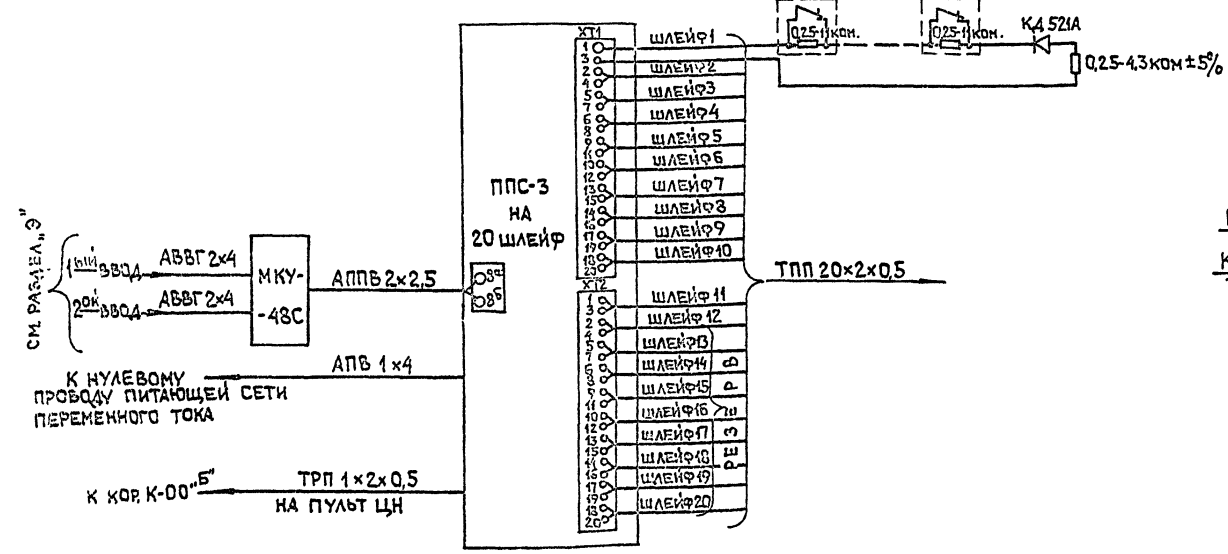 0,25-1 ком.
0,25-1 ком.
КД 521А
0,25-4,3 КОМ ± 5%
XT1
ШЛЕЙФ1
ШЛЕЙФ2
ШЛЕЙФ3
ШЛЕЙФ4
ШЛЕЙФ5
ШЛЕЙФ6
ШЛЕЙФ7
ШЛЕЙФ8
ШЛЕЙФ9
ШЛЕЙФ10
ППС-3
НА
20 ШЛЕЙФ
8а
8б
XT2
ШЛЕЙФ11
ШЛЕЙФ12
ШЛЕЙФ13
ШЛЕЙФ14
ШЛЕЙФ15
ШЛЕЙФ16
ШЛЕЙФ17
ШЛЕЙФ18
ШЛЕЙФ19
ШЛЕЙФ20
РЕЗЕРВ
ТПП 20×2×0,5
СМ. РАЗДЕЛ „Э"
1ый ВВОД
АВВГ 2×4
2ой ВВОД
АВВГ 2×4
МКУ-
-48С
АППВ 2×2,5
АПВ 1×4
К НУЛЕВОМУ
ПРОВОДУ ПИТАЮЩЕЙ СЕТИ
ПЕРЕМЕННОГО ТОКА
К КОР. К-00 „Б"
ТРП 1×2×0,5
НА ПУЛЬТ ЦН